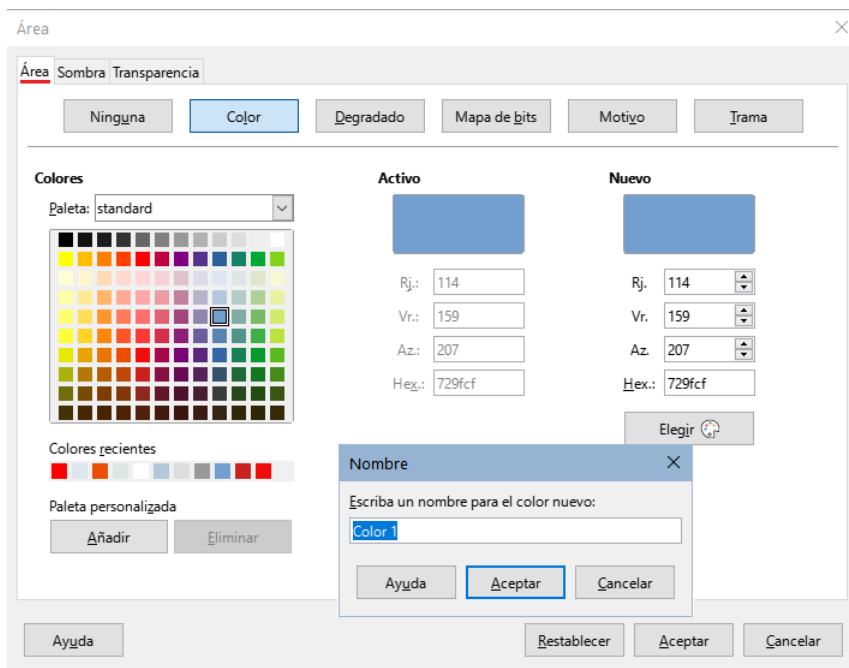 Área
Área Sombra Transparencia
Ninguna Color Degradado Mapa de bits Motivo Trama
Colores Activo Nuevo
Paleta: standard
Rj.: 114 Rj. 114
Vr.: 159 Vr. 159
Az.: 207 Az. 207
Hex.: 729fcf Hex.: 729fcf
Elegir
Colores recientes
Paleta personalizada
Añadir Eliminar
Nombre
Escriba un nombre para el color nuevo:
Color 1
Ayuda Aceptar Cancelar
Ayuda Restablecer Aceptar Cancelar